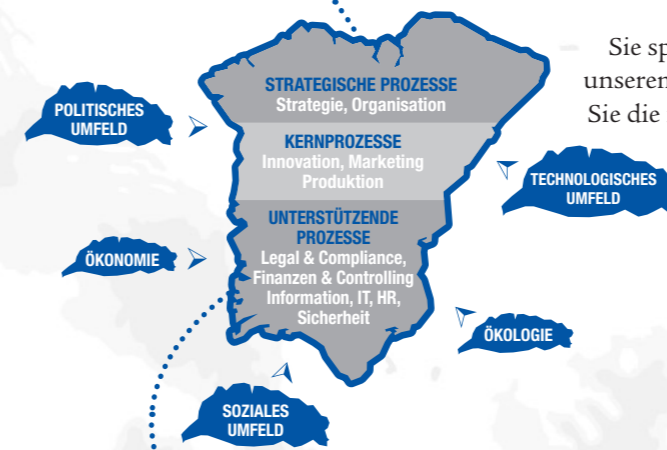 Sie
unseren
Sie die
STRATEGISCHE PROZESSE
Strategie, Organisation
KERNPROZESSE
Innovation, Marketing
Produktion
UNTERSTÜTZENDE
PROZESSE
Legal & Compliance,
Finanzen & Controlling
Information, IT, HR,
Sicherheit
POLITISCHES
UMFELD
TECHNOLOGISCHES
UMFELD
ÖKONOMIE
ÖKOLOGIE
SOZIALES
UMFELD